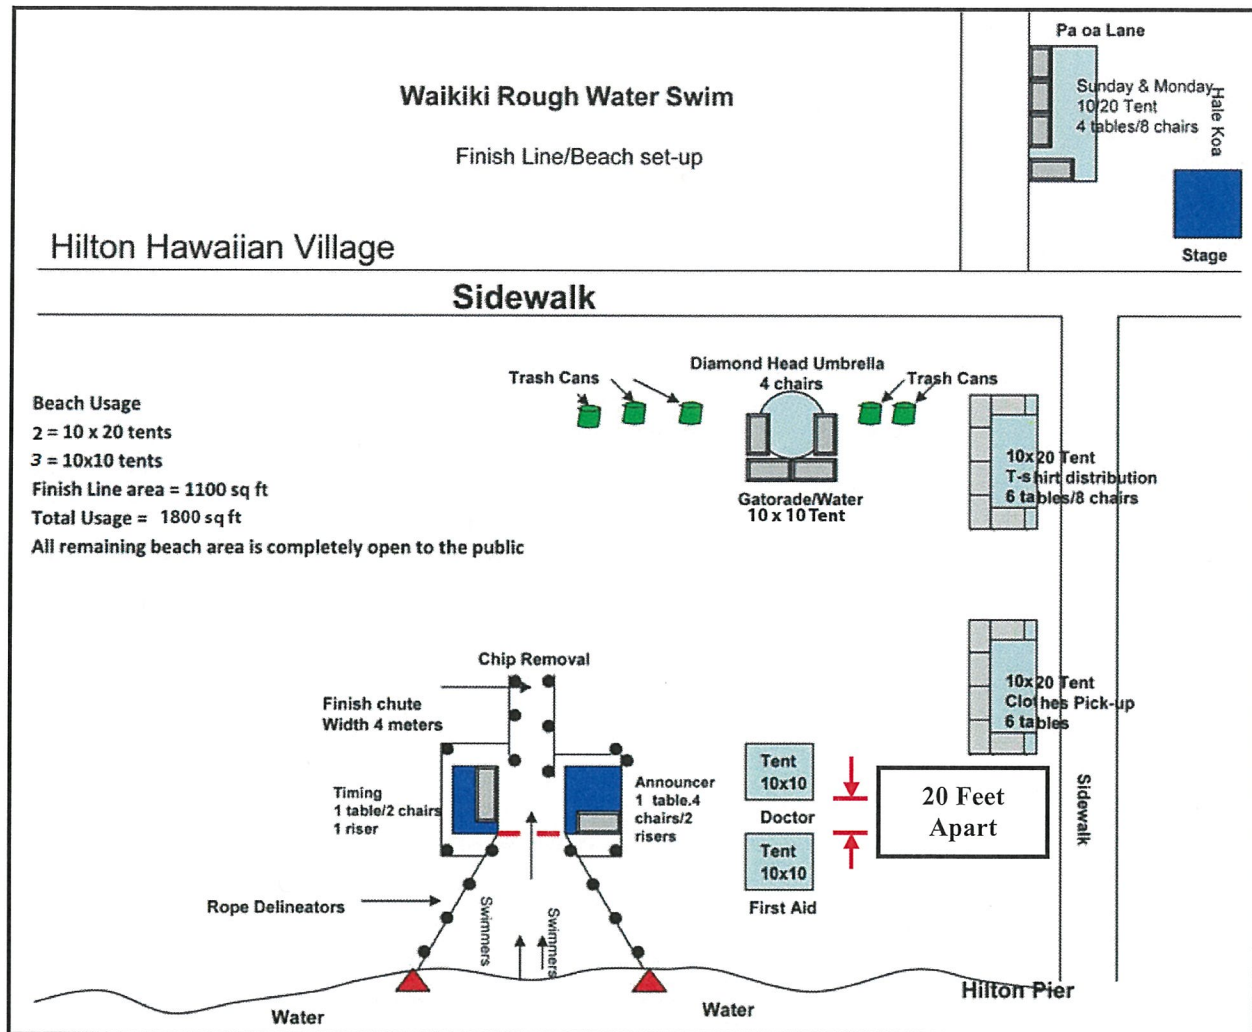 Pa oa Lane
Waikiki Rough Water Swim
Finish Line/Beach set-up
Sunday & Monday
10/20 Tent
4 tables/8 chairs
Hale Koa
Stage
Hilton Hawaiian Village
Sidewalk
Trash Cans
Diamond Head Umbrella
4 chairs
Trash Cans
Beach Usage
2 = 10 x 20 tents
3 = 10x10 tents
Finish Line area = 1100 sq ft
Total Usage = 1800 sq ft
All remaining beach area is completely open to the public
Gatorade/Water
10 x 10 Tent
10x20 Tent
T-shirt distribution
6 tables/8 chairs
Chip Removal
Finish chute
Width 4 meters
10x20 Tent
Clothes Pick-up
6 tables
Timing
1 table/2 chairs
1 riser
Announcer
1 table.4
chairs/2
risers
Tent
10x10
Doctor
20 Feet
Apart
Tent
10x10
First Aid
Sidewalk
Rope Delineators
Swimmers
Swimmers
Hilton Pier
Water
Water